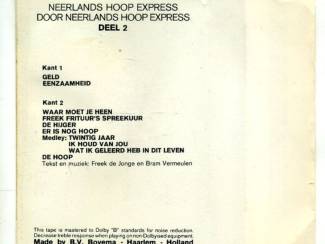 NEERLANDS HOOP EXPRESS
DOOR NEERLANDS HOOP EXPRESS
DEEL 2
Kant 1
GELD
EENZAAMHEID
Kant 2
WAAR MOET JE HEEN
FREEK FRITUUR'S SPREEKUUR
DE HIJGER
ER IS NOG HOOP
Medley: TWINTIG JAAR
IK HOUD VAN JOU
WAT IK GELEERD HEB IN DIT LEVEN
DE HOOP
Tekst en muziek: Freek de Jonge en Bram Vermeulen
This tape is mastered to Dolby "B" standards for noise reduction.
Decrease treble response when playing on non-Dolbysed equipment.
Made by B.V. Bovema - Haarlem - Holland